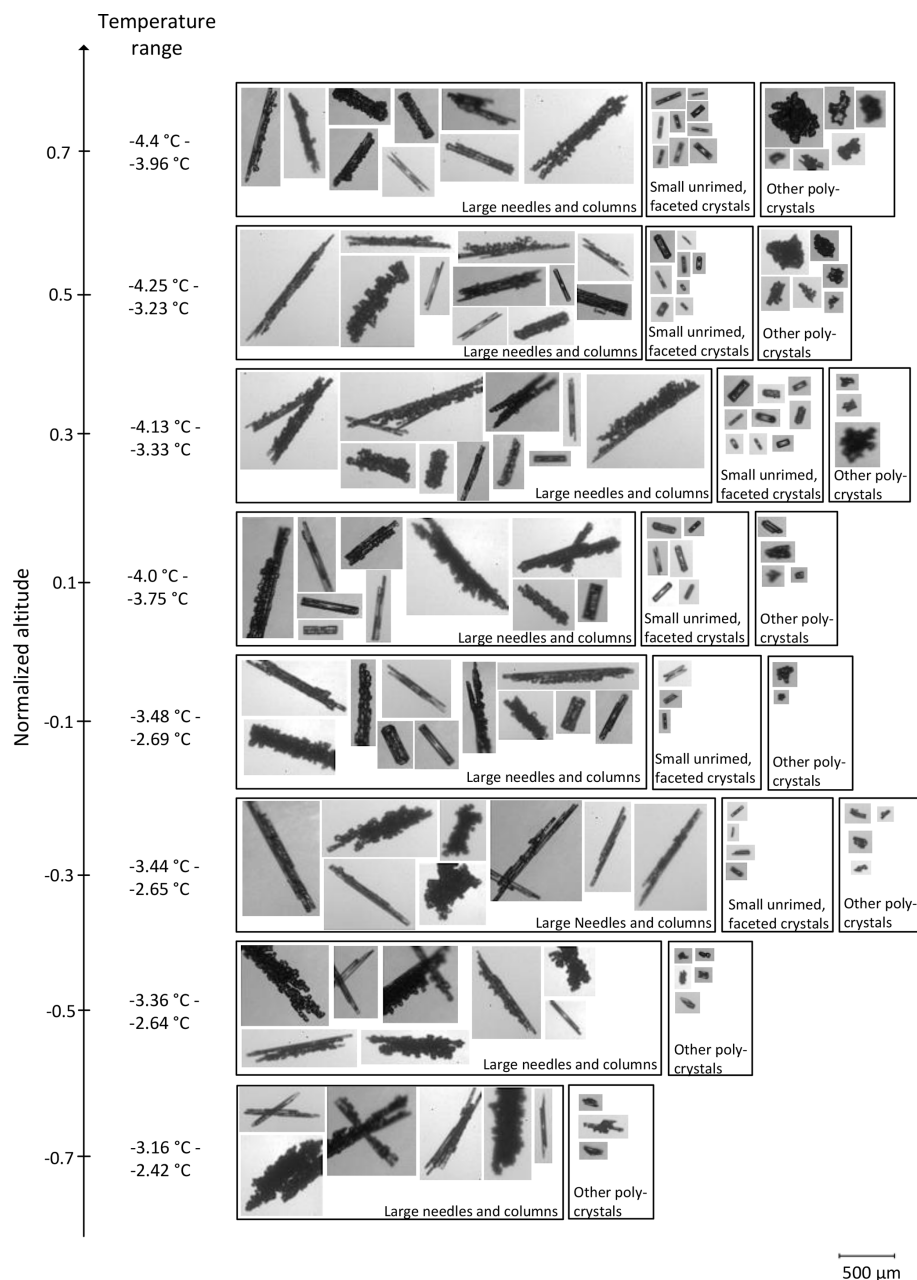 Temperature
range
0.7
-4.4 °C -
-3.96 °C
Large needles and columns
Small unrimed,
faceted crystals
Other poly-
crystals
0.5
-4.25 °C -
-3.23 °C
Large needles and columns
Small unrimed,
faceted crystals
Other poly-
crystals
0.3
-4.13 °C -
-3.33 °C
Large needles and columns
Small unrimed,
faceted crystals
Other poly-
crystals
0.1
-4.0 °C -
-3.75 °C
Large needles and columns
Small unrimed,
faceted crystals
Other poly-
crystals
Normalized altitude
-0.1
-3.48 °C -
-2.69 °C
Large needles and columns
Small unrimed,
faceted crystals
Other poly-
crystals
-0.3
-3.44 °C -
-2.65 °C
Large Needles and columns
Small unrimed,
faceted crystals
Other poly-
crystals
-0.5
-3.36 °C -
-2.64 °C
Large needles and columns
Other poly-
crystals
-0.7
-3.16 °C -
-2.42 °C
Large needles and columns
Other poly-
crystals
500 µm